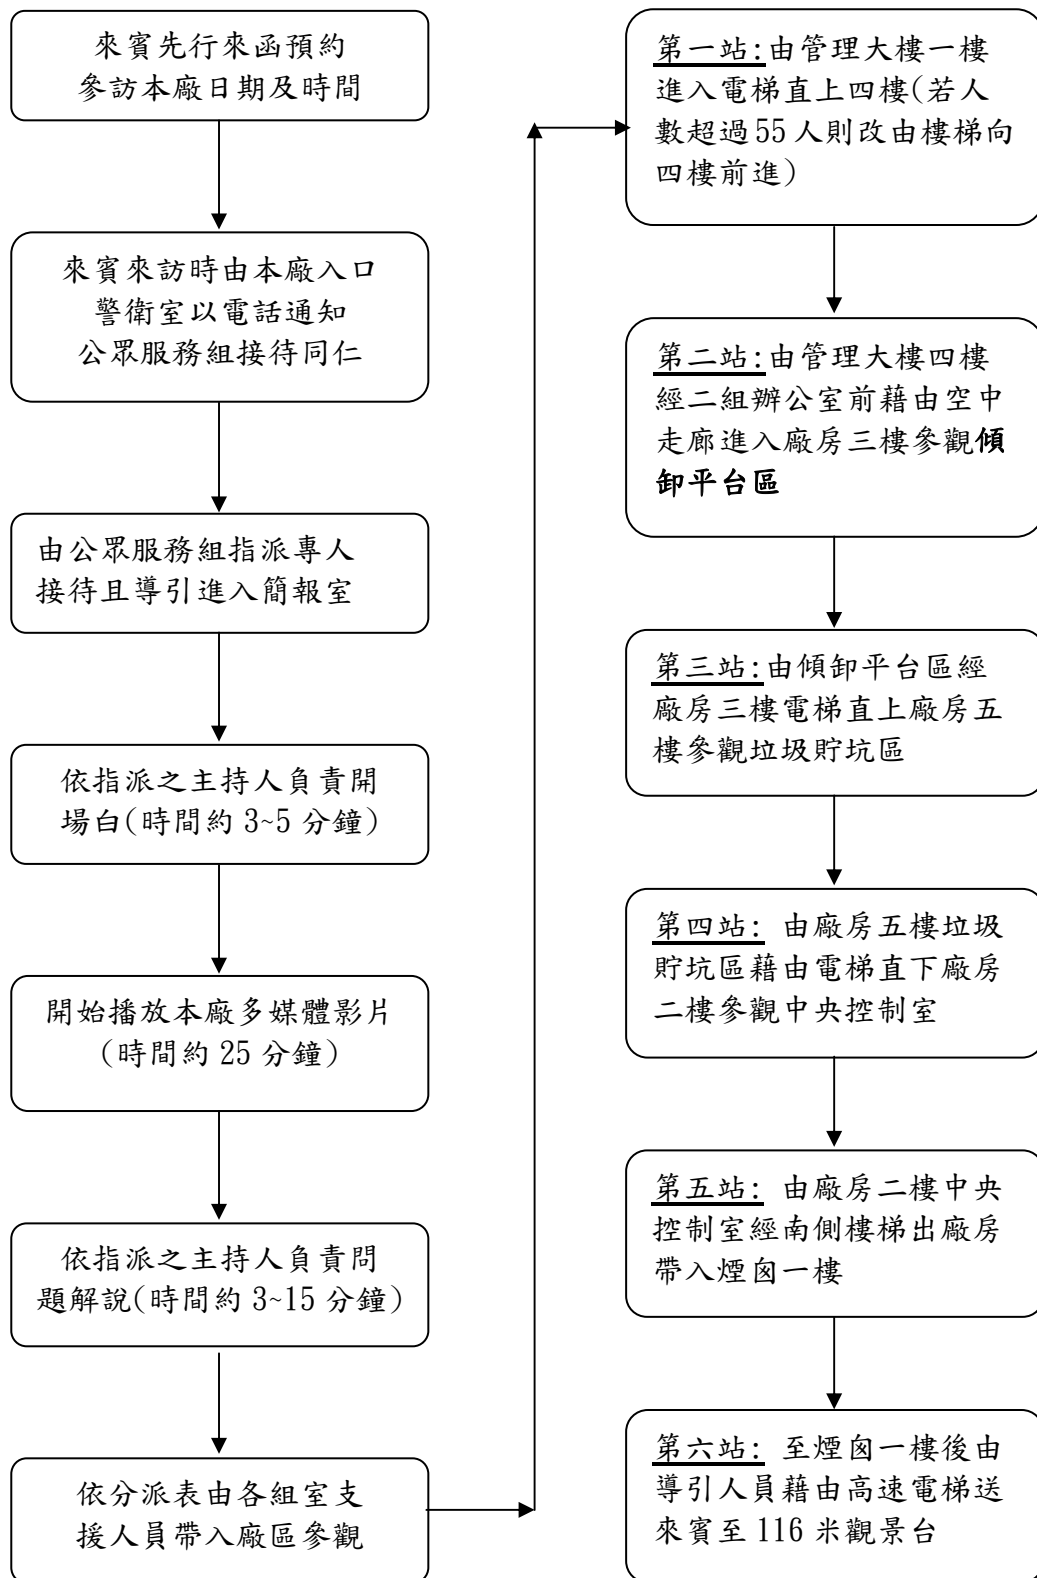 來賓先行來函預約
參訪本廠日期及時間
來賓來訪時由本廠入口
警衛室以電話通知
公眾服務組接待同仁
由公眾服務組指派專人
接待且導引進入簡報室
依指派之主持人負責開
場白(時間約 3~5 分鐘)
開始播放本廠多媒體影片
(時間約 25 分鐘)
依指派之主持人負責問
題解說(時間約 3~15 分鐘)
依分派表由各組室支
援人員帶入廠區參觀
第一站:由管理大樓一樓
進入電梯直上四樓(若人
數超過 55 人則改由樓梯向
四樓前進)
第二站:由管理大樓四樓
經二組辦公室前藉由空中
走廊進入廠房三樓參觀傾
卸平台區
第三站:由傾卸平台區經
廠房三樓電梯直上廠房五
樓參觀垃圾貯坑區
第四站: 由廠房五樓垃圾
貯坑區藉由電梯直下廠房
二樓參觀中央控制室
第五站: 由廠房二樓中央
控制室經南側樓梯出廠房
帶入煙囪一樓
第六站: 至煙囪一樓後由
導引人員藉由高速電梯送
來賓至 116 米觀景台